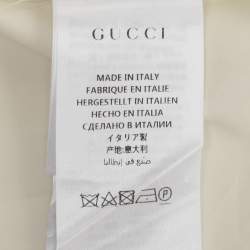 GUCCI
MADE IN ITALY
FABRIQUE EN ITALIE
HERGESTELLT IN ITALIEN
HECHO EN ITALIA
СДЕЛАНО В ИТАЛИИ
イタリア製
产地:意大利
صنع في إيطاليا